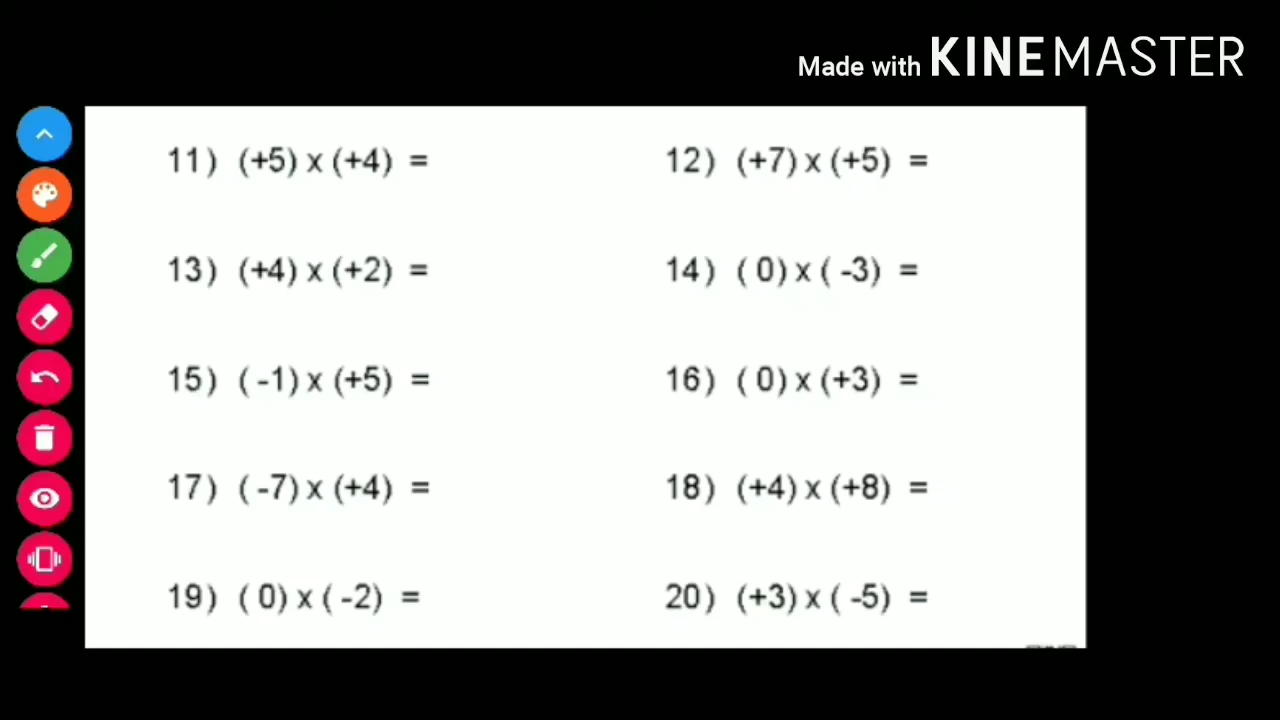 Made with KINEMASTER
11) (+5) x (+4) =
12) (+7) x (+5) =
13) (+4) x (+2) =
14) ( 0) x ( -3) =
15) ( -1) x (+5) =
16) ( 0) x (+3) =
17) ( -7) x (+4) =
18) (+4) x (+8) =
19) ( 0) x ( -2) =
20) (+3) x ( -5) =